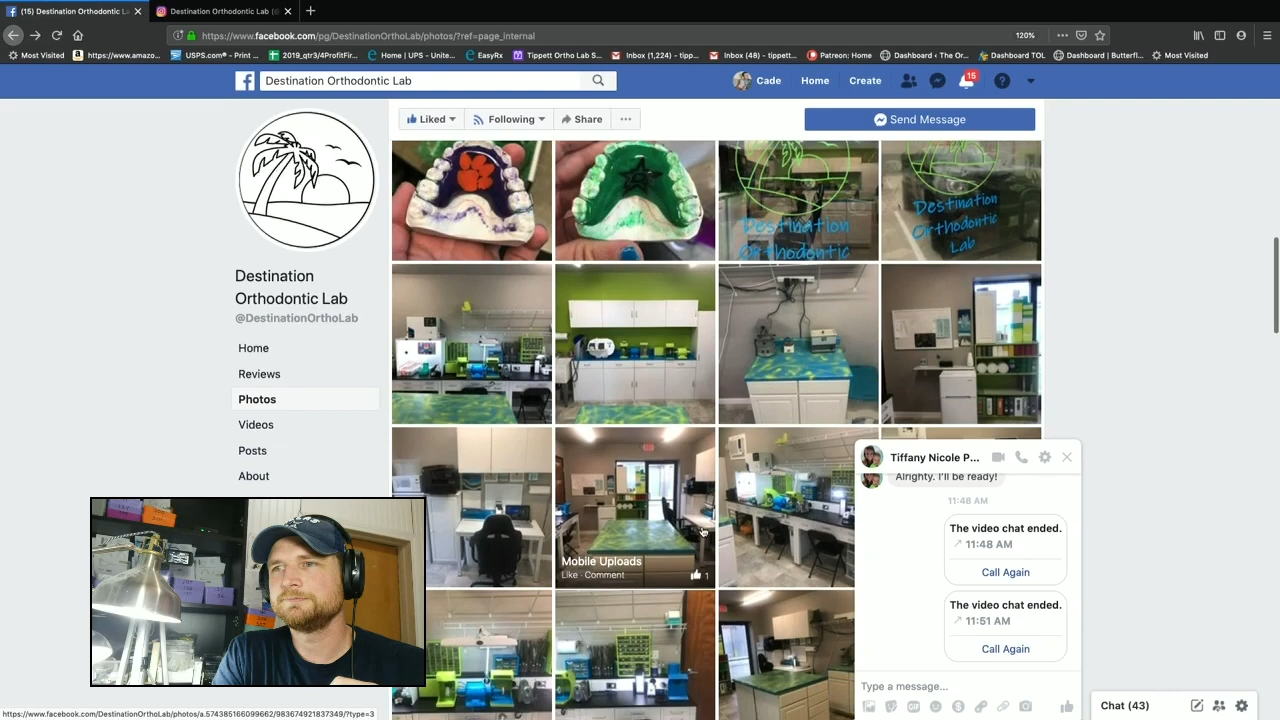 (15) Destination Orthodontic La
Destination Orthodontic Lab (@
https://www.facebook.com/pg/DestinationOrthoLab/photos/?ref=page_internal
120%
Most Visited
https://www.amazo...
USPS.com® - Print ...
2019_qtr3/4ProfitFir...
Home | UPS - Unite...
EasyRx
Tippett Ortho Lab S...
Inbox (1,224) - tipp...
Inbox (48) - tippett...
Patreon: Home
Dashboard ‹ The Or...
Dashboard TOL
Dashboard | Butterfl...
Most Visited
Destination Orthodontic Lab
Cade
Home
Create
15
Liked
Following
Share
Send Message
Destination
Orthodontic
Destination
Orthodontic
Lab
Destination
Orthodontic Lab
@DestinationOrthoLab
Home
Reviews
Photos
Videos
Posts
About
Mobile Uploads
Like · Comment
1
Tiffany Nicole P...
Alrighty. I'll be ready!
11:48 AM
The video chat ended.
11:48 AM
Call Again
The video chat ended.
11:51 AM
Call Again
Type a message...
Chat (43)
https://www.facebook.com/DestinationOrthoLab/photos/a.574385166099662/983674921837349/?type=3